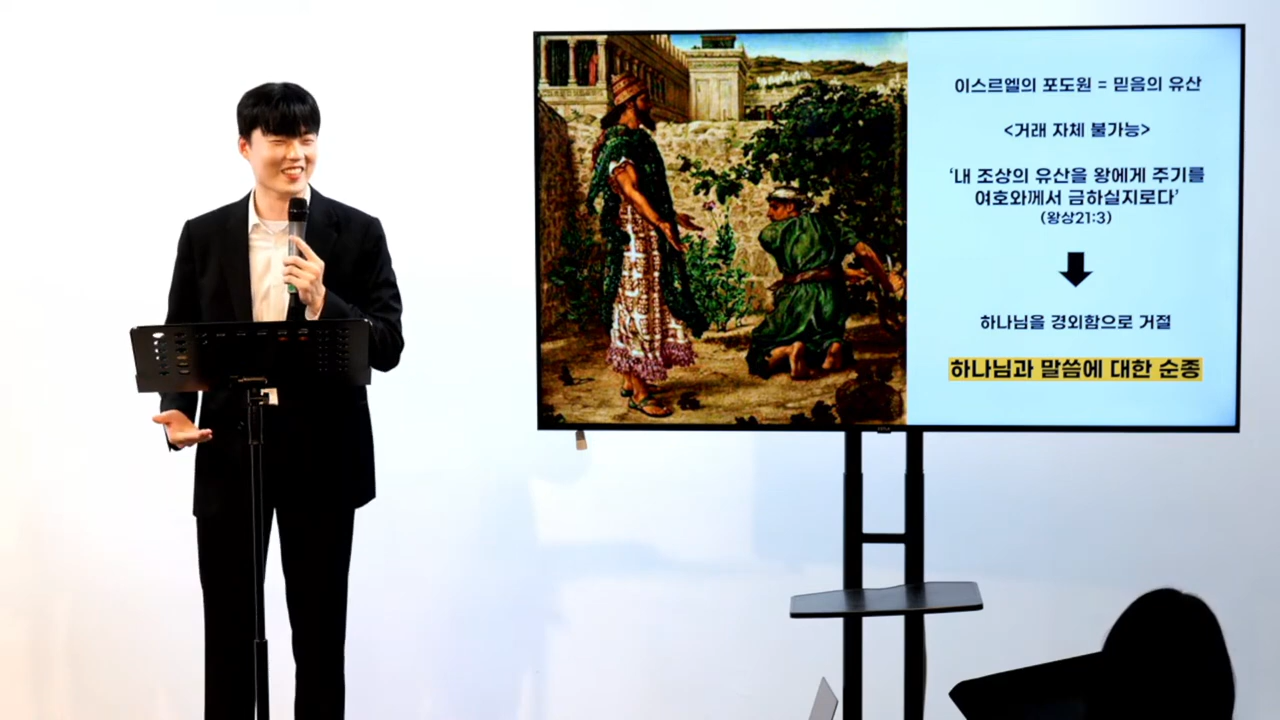 이스르엘의 포도원 = 믿음의 유산
<거래 자체 불가능>
‘내 조상의 유산을 왕에게 주기를
여호와께서 금하실지로다’
(왕상21:3)
하나님을 경외함으로 거절
하나님과 말씀에 대한 순종